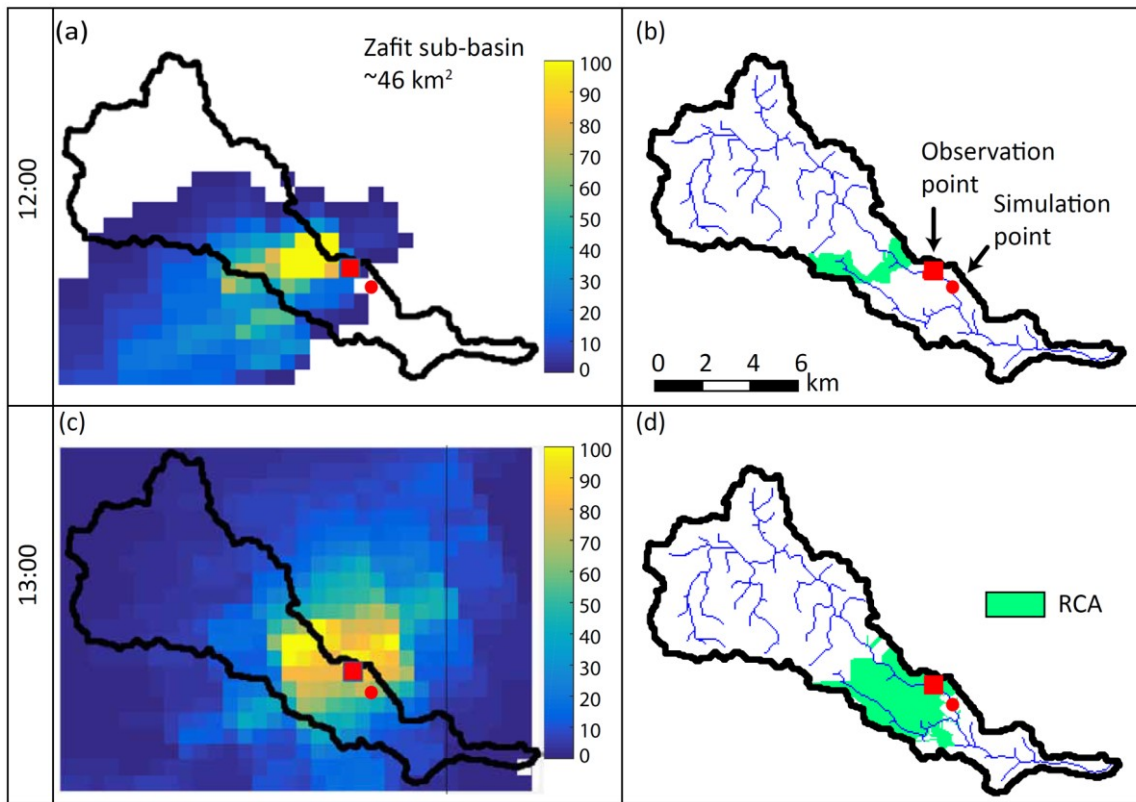 (a)
Zafit sub-basin
~46 km²
100
90
80
70
60
50
40
30
20
10
0
12:00
(b)
Observation
point
Simulation
point
0 2 4 6
km
(c)
100
90
80
70
60
50
40
30
20
10
0
13:00
(d)
RCA